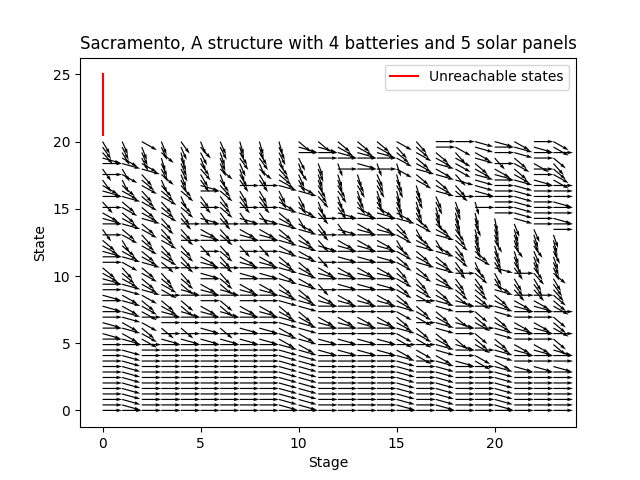 Sacramento, A structure with 4 batteries and 5 solar panels
Unreachable states
25
20
15
10
5
0
State
0
5
10
15
20
Stage